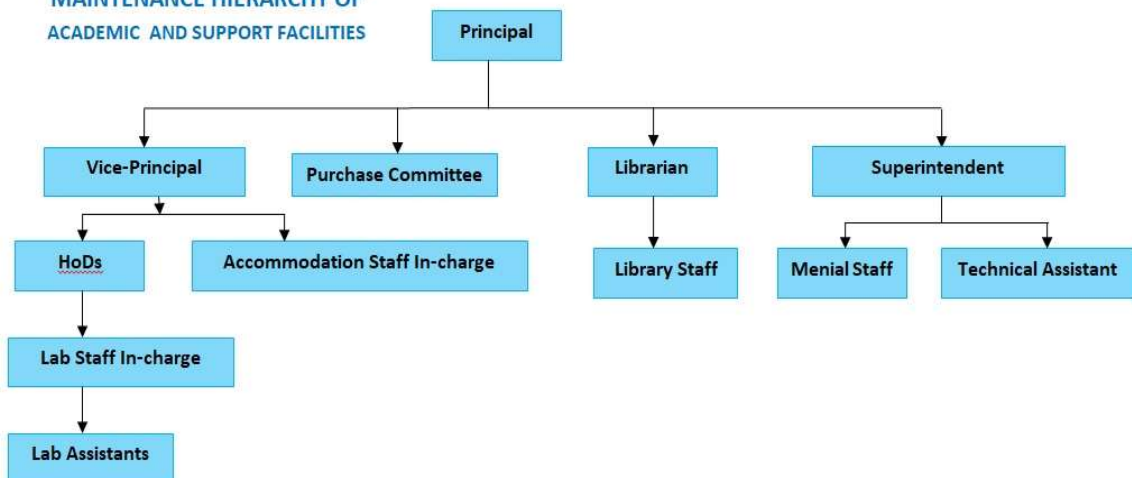 MAINTENANCE HIERARCHY OF
ACADEMIC AND SUPPORT FACILITIES
Principal
Vice-Principal
Purchase Committee
Librarian
Superintendent
HoDs
Accommodation Staff In-charge
Library Staff
Menial Staff
Technical Assistant
Lab Staff In-charge
Lab Assistants